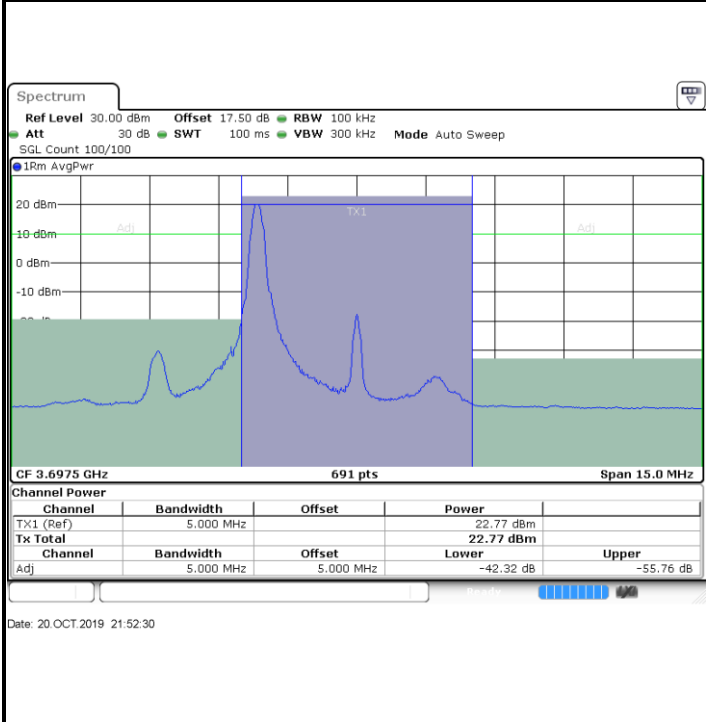 Spectrum
Ref Level 30.00 dBm Offset 17.50 dB RBW 100 kHz
Att 30 dB SWT 100 ms VBW 300 kHz Mode Auto Sweep
SGL Count 100/100
1Rm AvgPwr
20 dBm
TX1
Adj Adj
10 dBm
0 dBm
-10 dBm
CF 3.6975 GHz 691 pts Span 15.0 MHz
Channel Power
Channel Bandwidth Offset Power
TX1 (Ref) 5.000 MHz 22.77 dBm
Tx Total 22.77 dBm
Channel Bandwidth Offset Lower Upper
Adj 5.000 MHz 5.000 MHz -42.32 dB -55.76 dB
Ready
Date: 20.OCT.2019 21:52:30